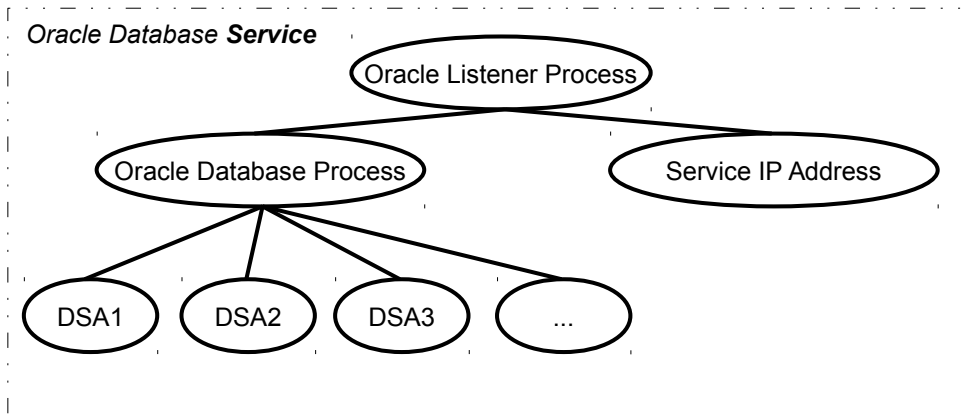 Oracle Database Service
Oracle Listener Process
Oracle Database Process
Service IP Address
DSA1
DSA2
DSA3
...